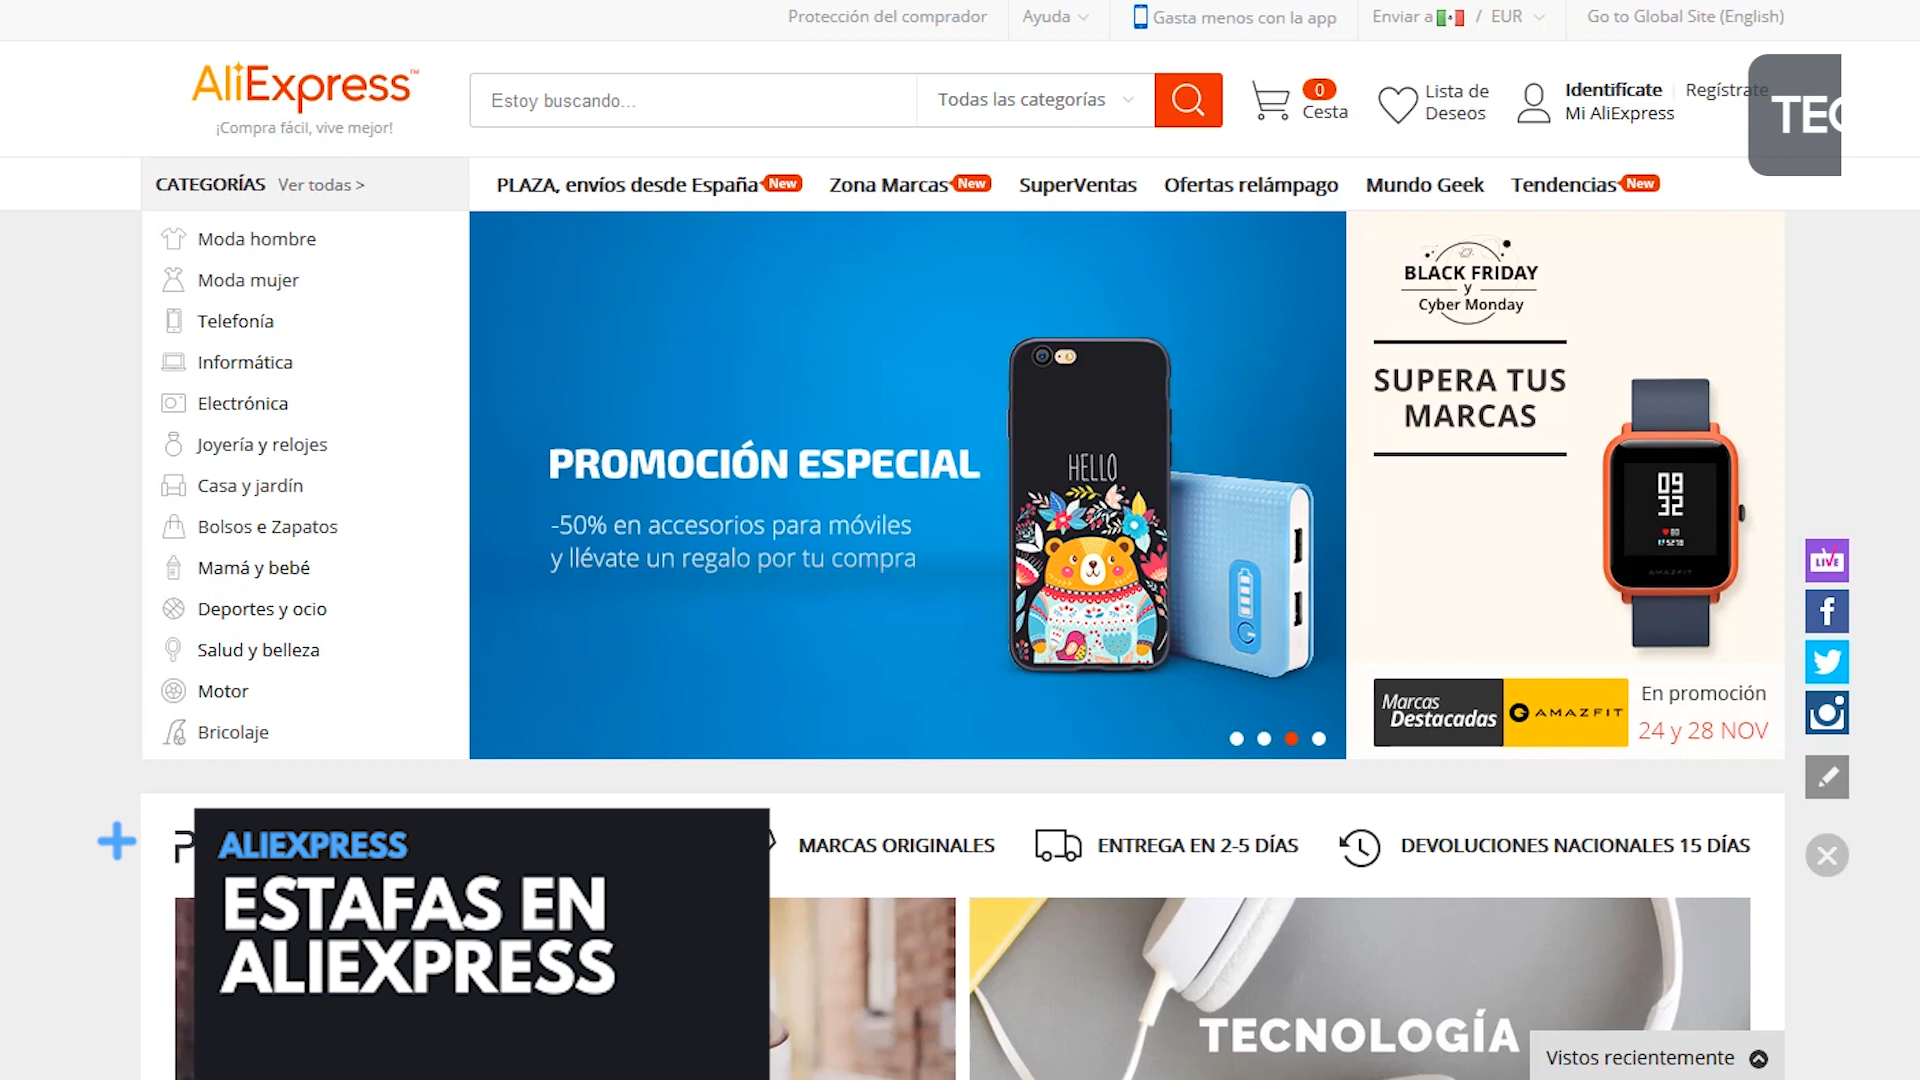 Protección del comprador
Ayuda
Gasta menos con la app
Enviar a / EUR
Go to Global Site (English)
AliExpress™
¡Compra fácil, vive mejor!
Estoy buscando...
Todas las categorías
0
Cesta
Lista de
Deseos
Identifícate
Regístrate
Mi AliExpress
CATEGORÍAS Ver todas >
PLAZA, envíos desde España New
Zona Marcas New
SuperVentas
Ofertas relámpago
Mundo Geek
Tendencias New
Moda hombre
Moda mujer
Telefonía
Informática
Electrónica
Joyería y relojes
Casa y jardín
Bolsos e Zapatos
Mamá y bebé
Deportes y ocio
Salud y belleza
Motor
Bricolaje
PROMOCIÓN ESPECIAL
-50% en accesorios para móviles
y llévate un regalo por tu compra
HELLO
BLACK FRIDAY
y
Cyber Monday
SUPERA TUS
MARCAS
09
32
AMAZFIT
Marcas
Destacadas
AMAZFIT
En promoción
24 y 28 NOV
LIVE
MARCAS ORIGINALES
ENTREGA EN 2-5 DÍAS
DEVOLUCIONES NACIONALES 15 DÍAS
ALIEXPRESS
ESTAFAS EN
ALIEXPRESS
TECNOLOGÍA
Vistos recientemente